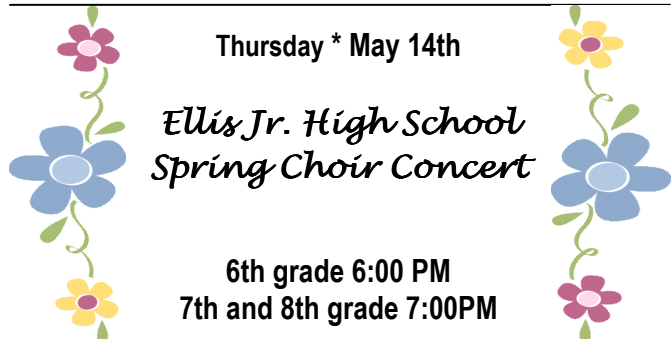 Thursday * May 14th
Ellis Jr. High School
Spring Choir Concert
6th grade 6:00 PM
7th and 8th grade 7:00PM